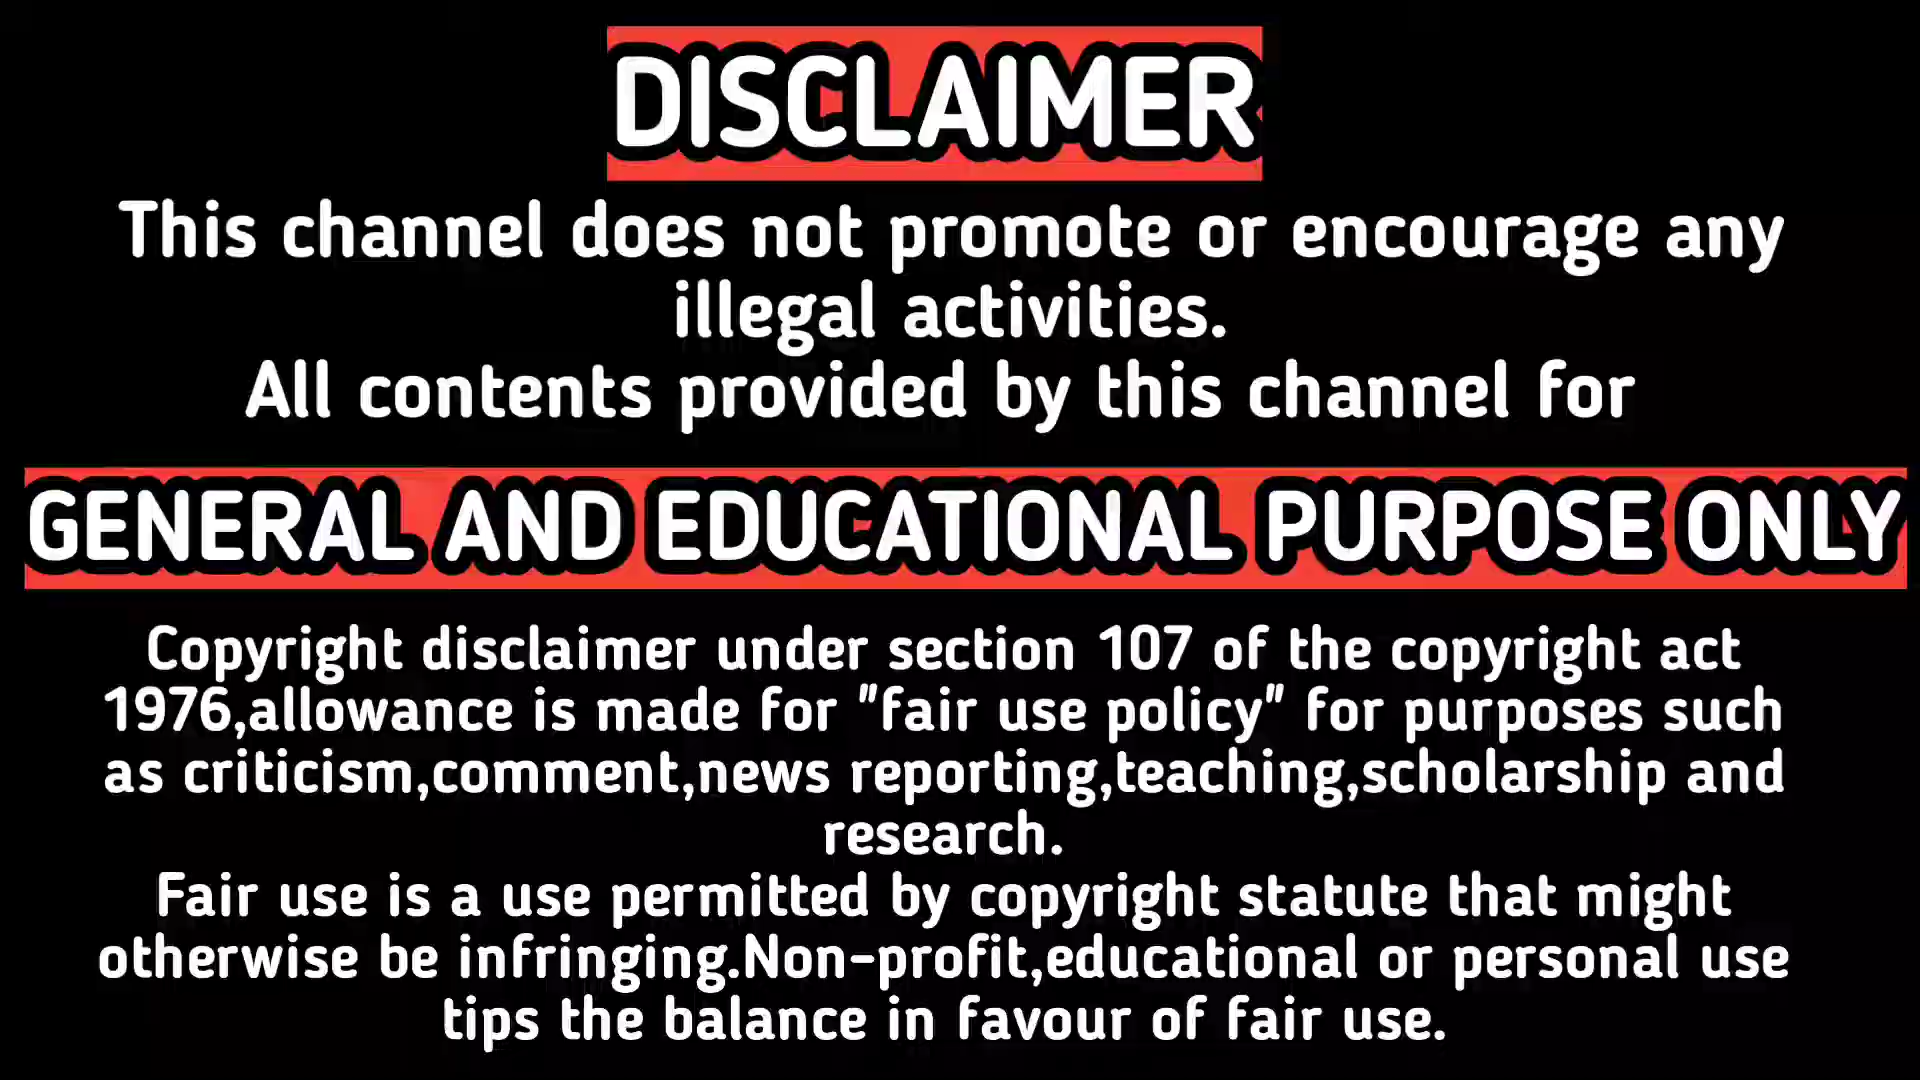 DISCLAIMER
This channel does not promote or encourage any
illegal activities.
All contents provided by this channel for
GENERAL AND EDUCATIONAL PURPOSE ONLY
Copyright disclaimer under section 107 of the copyright act
1976,allowance is made for "fair use policy" for purposes such
as criticism,comment,news reporting,teaching,scholarship and
research.
Fair use is a use permitted by copyright statute that might
otherwise be infringing.Non-profit,educational or personal use
tips the balance in favour of fair use.